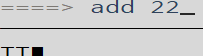 ====> add 22_
TT